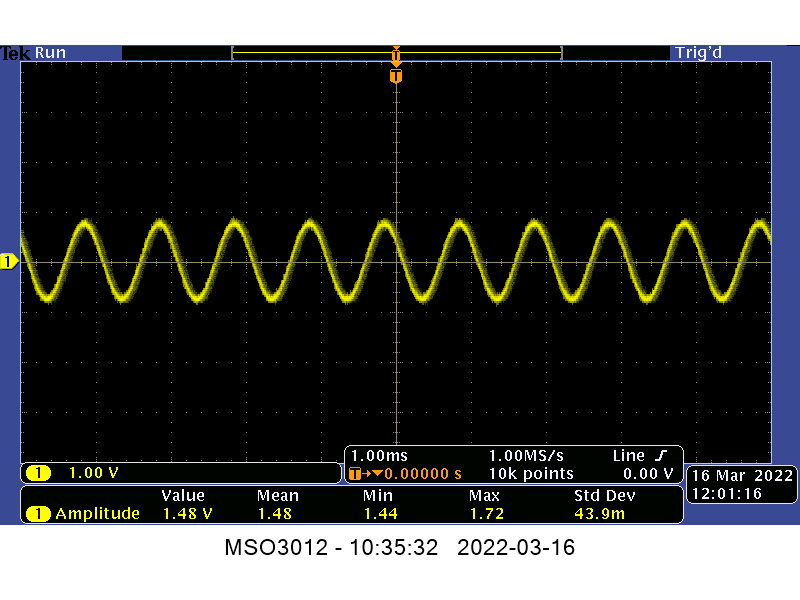 Tek Run Trig'd
T
T
1
1.00ms 1.00MS/s Line
1 1.00 V T 0.00000 s 10k points 0.00 V
16 Mar 2022
12:01:16
Value Mean Min Max Std Dev
1 Amplitude 1.48 V 1.48 1.44 1.72 43.9m
MSO3012 - 10:35:32 2022-03-16